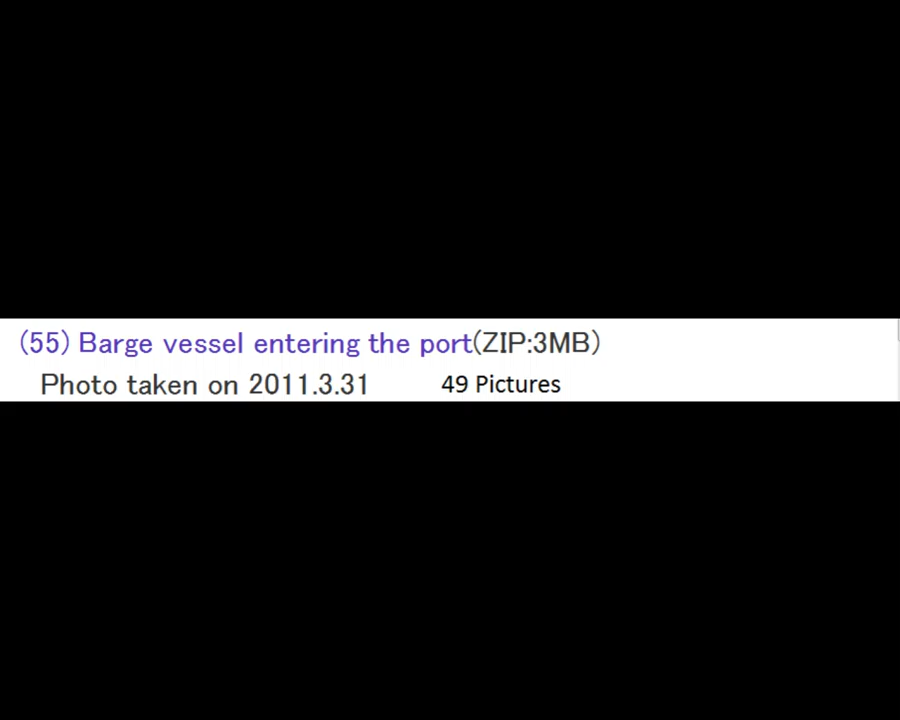 (55) Barge vessel entering the port(ZIP:3MB)
Photo taken on 2011.3.31 49 Pictures